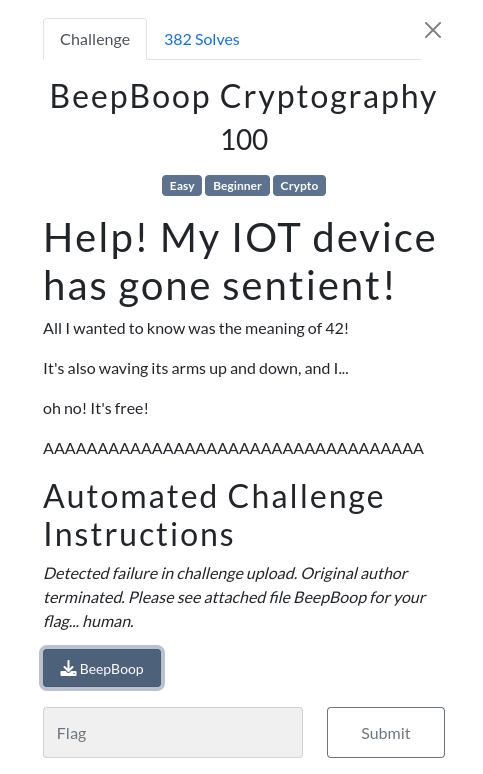 Challenge
382 Solves
BeepBoop Cryptography
100
Easy Beginner Crypto
Help! My IOT device
has gone sentient!
All I wanted to know was the meaning of 42!
It's also waving its arms up and down, and I...
oh no! It's free!
AAAAAAAAAAAAAAAAAAAAAAAAAAAAAAAAAAA
Automated Challenge
Instructions
Detected failure in challenge upload. Original author
terminated. Please see attached file BeepBoop for your
flag... human.
BeepBoop
Flag
Submit